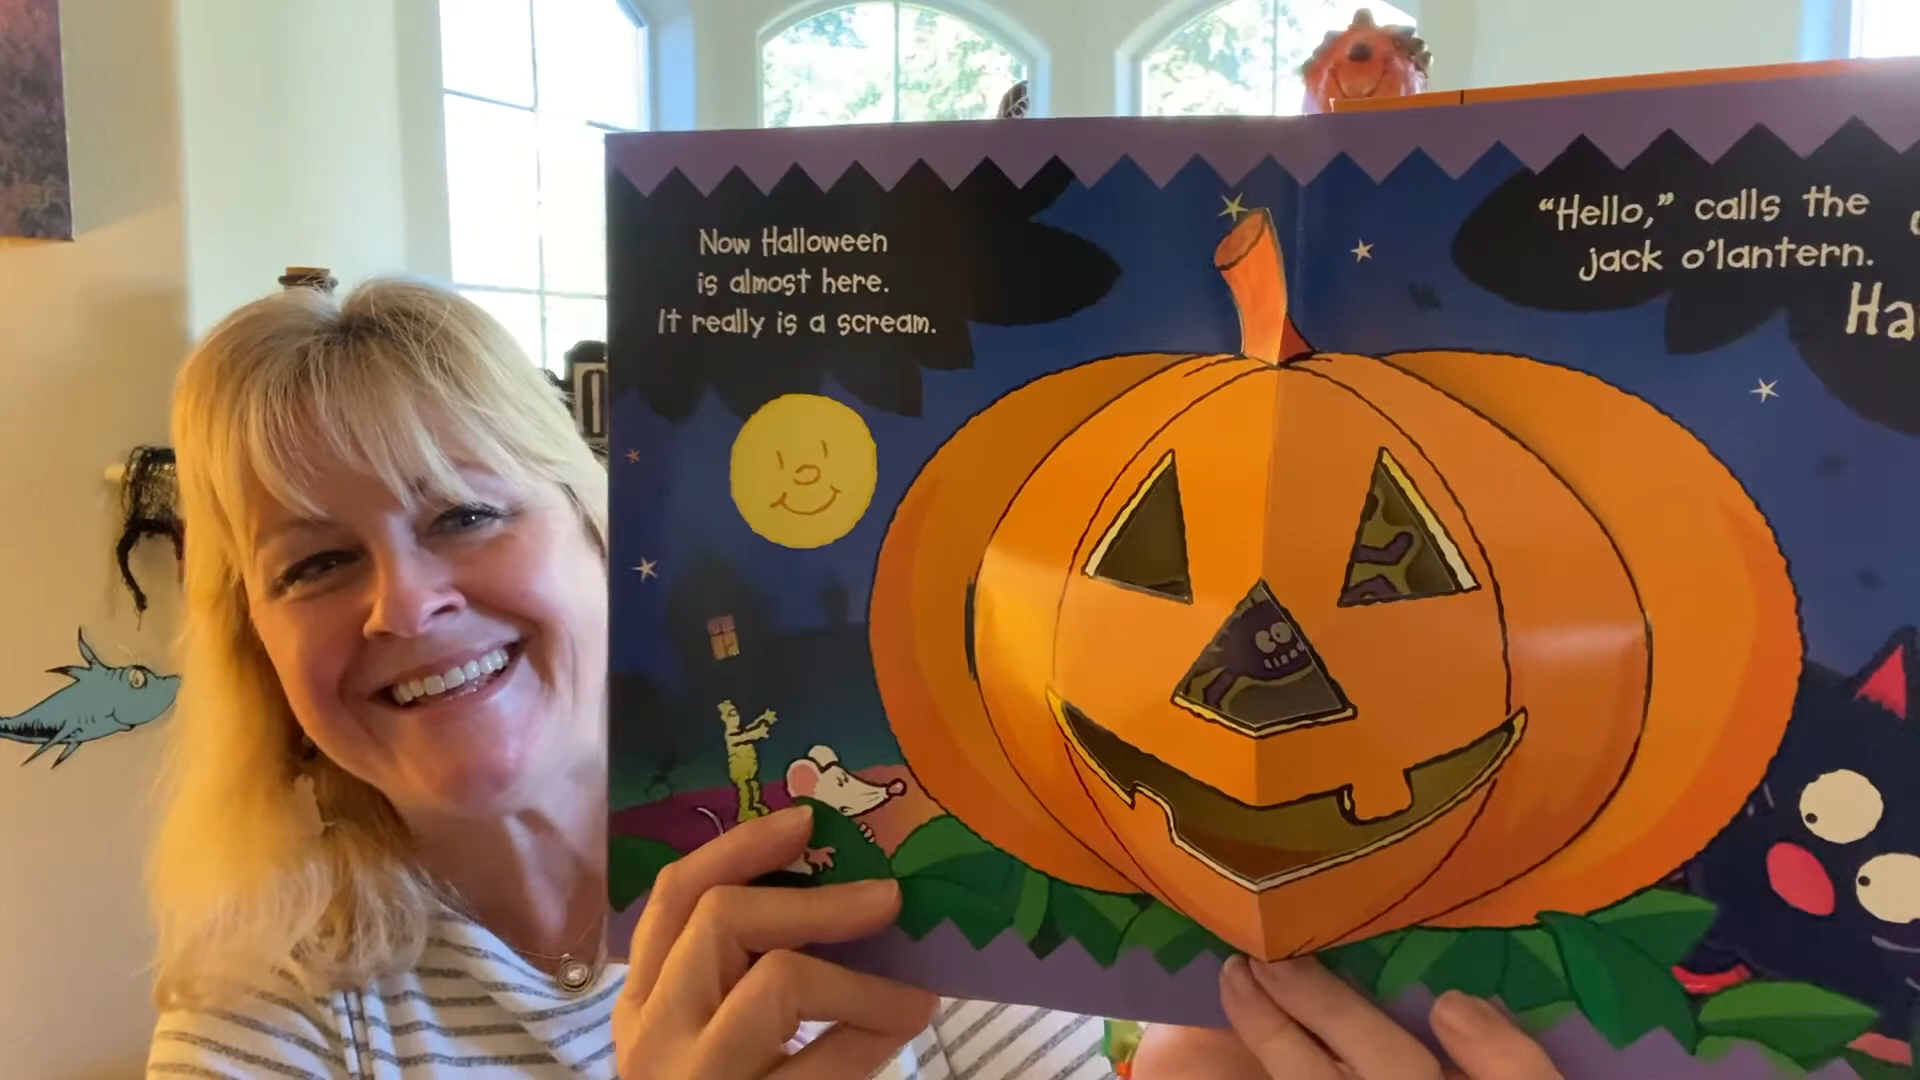 Now Halloween
is almost here.
It really is a scream.
"Hello," calls the
jack o'lantern.